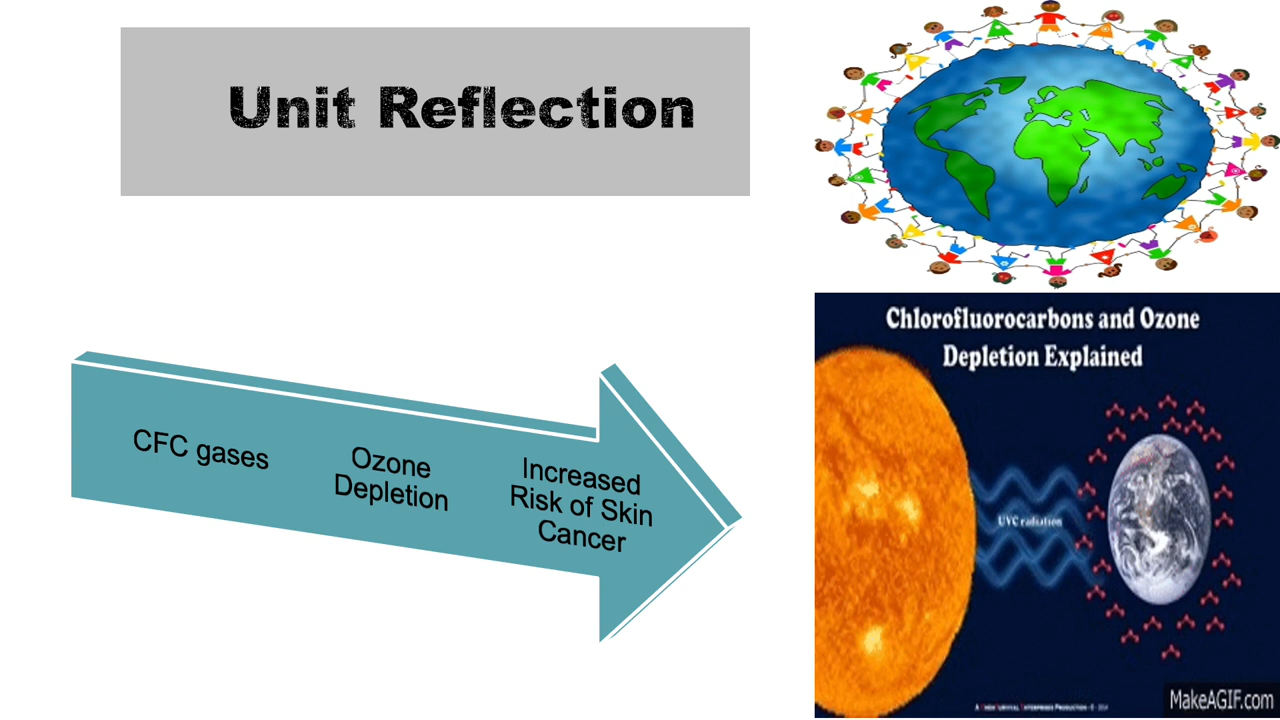 Unit Reflection
CFC gases
Ozone
Depletion
Increased
Risk of Skin
Cancer
Chlorofluorocarbons and Ozone
Depletion Explained
UVC radiation
MakeAGIF.com